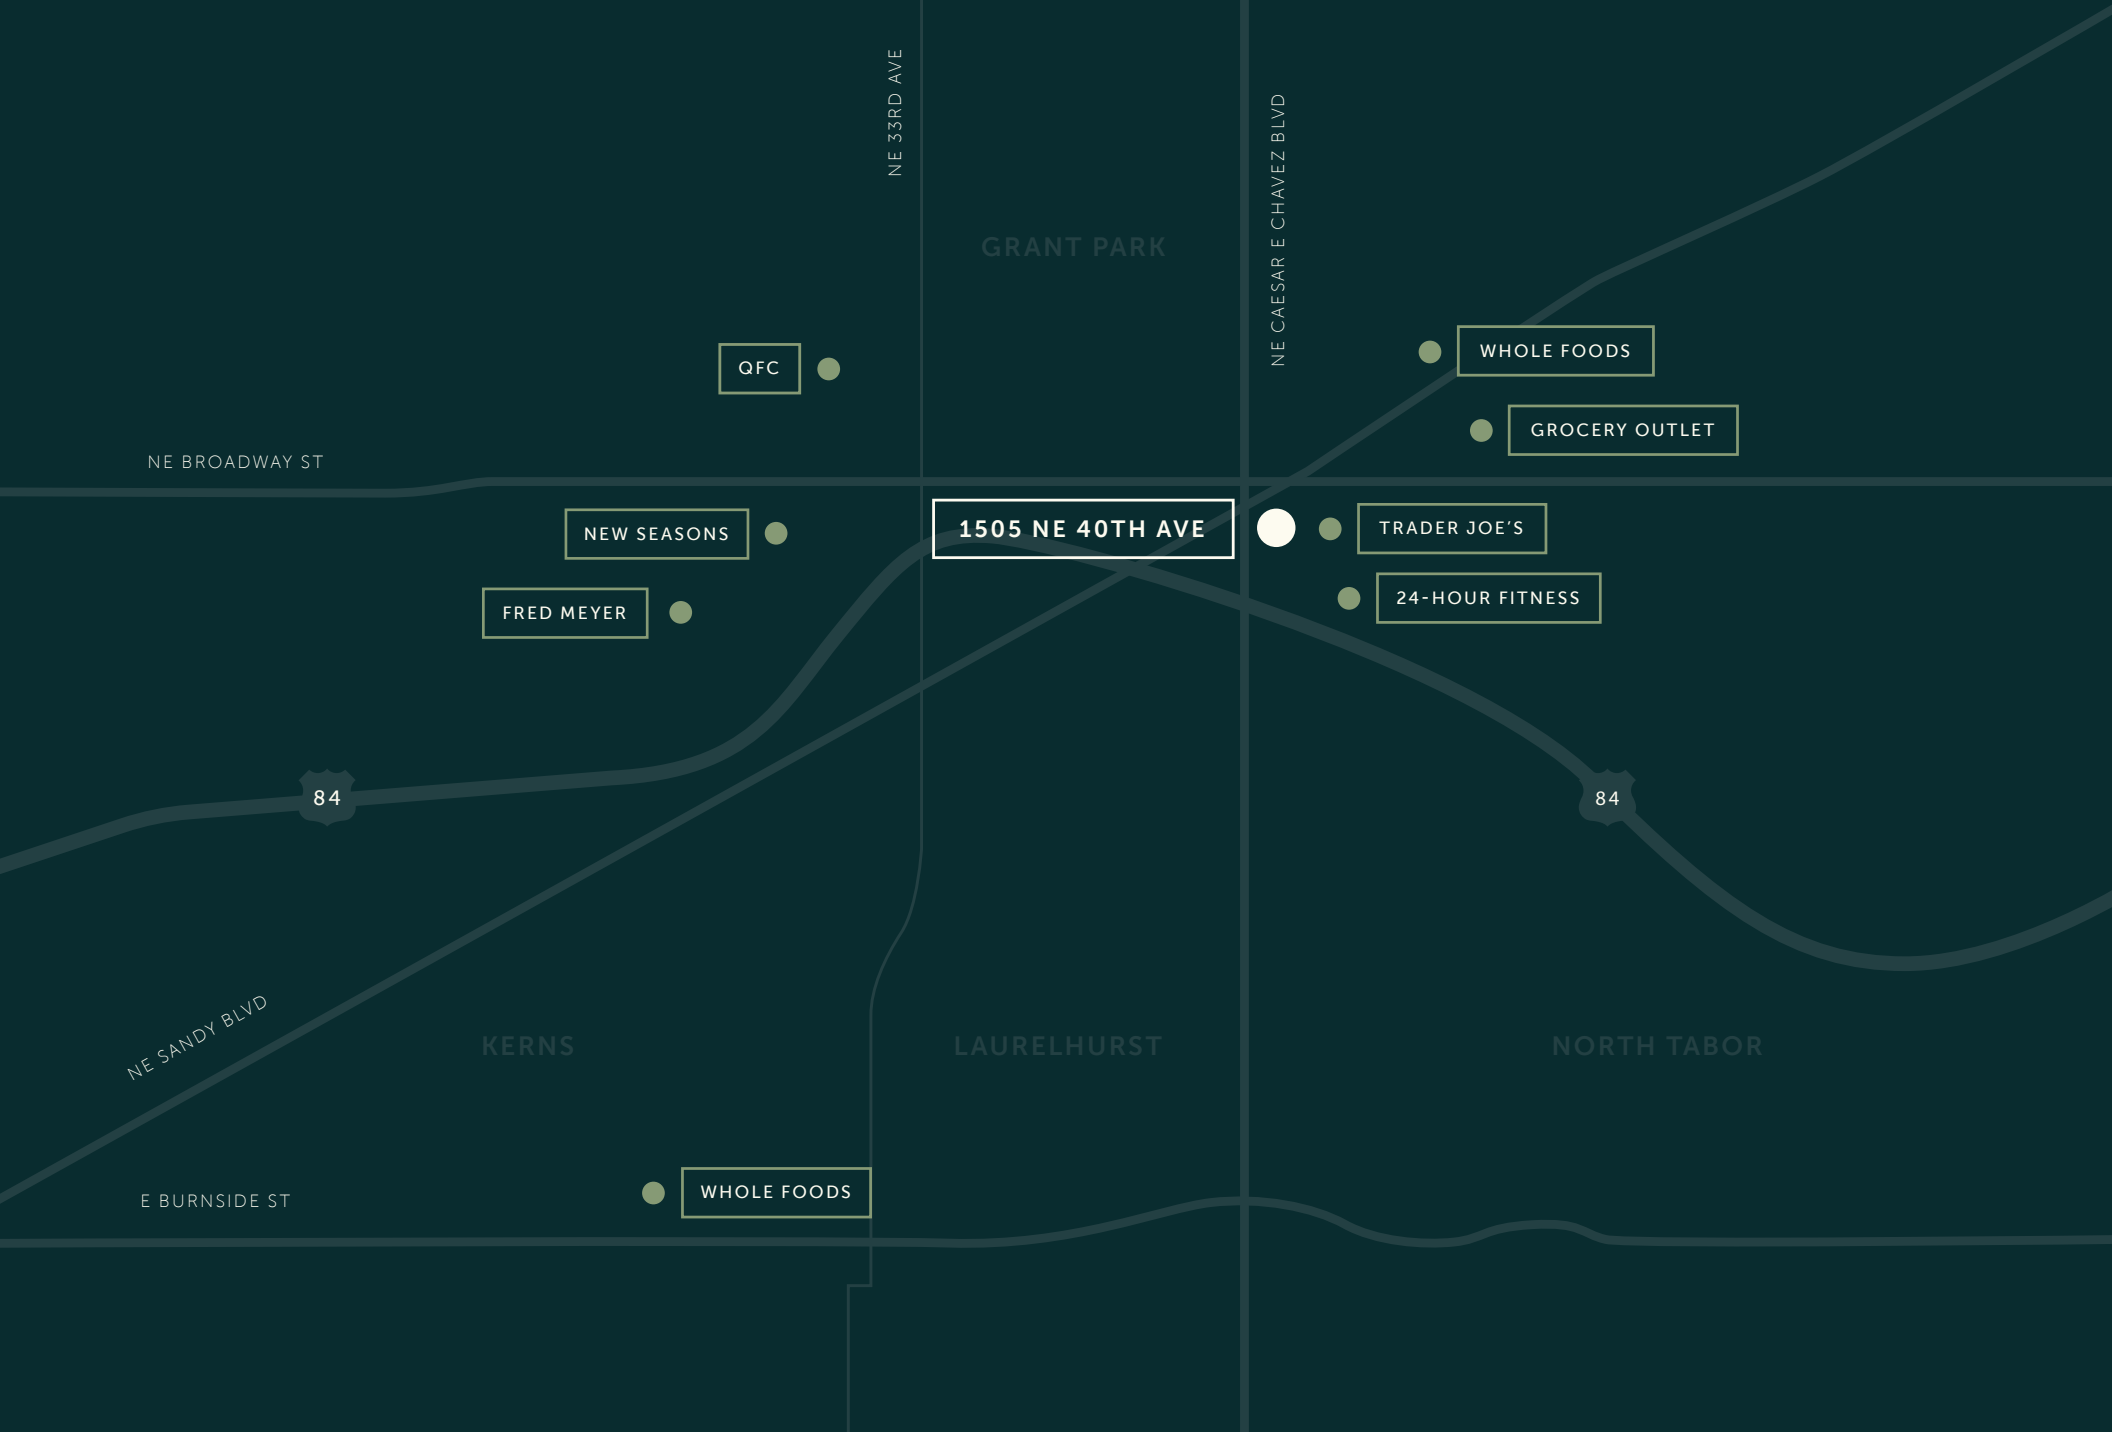 NE 33RD AVE
NE CAESAR E CHAVEZ BLVD
GRANT PARK
WHOLE FOODS
QFC
GROCERY OUTLET
NE BROADWAY ST
1505 NE 40TH AVE
TRADER JOE'S
NEW SEASONS
24-HOUR FITNESS
FRED MEYER
84
84
NE SANDY BLVD
KERNS
LAURELHURST
NORTH TABOR
WHOLE FOODS
E BURNSIDE ST